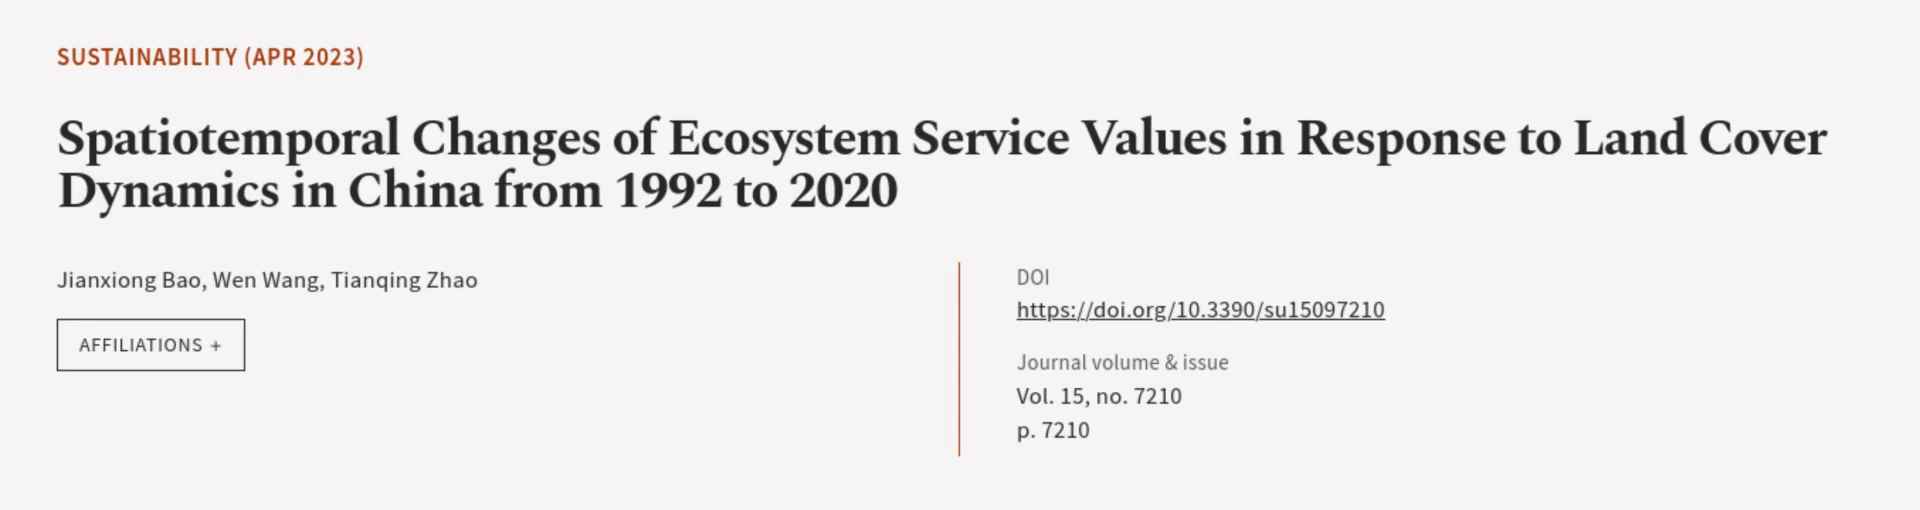 SUSTAINABILITY (APR 2023)
Spatiotemporal Changes of Ecosystem Service Values in Response to Land Cover
Dynamics in China from 1992 to 2020
Jianxiong Bao, Wen Wang, Tianqing Zhao
AFFILIATIONS +
DOI
https://doi.org/10.3390/su15097210
Journal volume & issue
Vol. 15, no. 7210
p. 7210